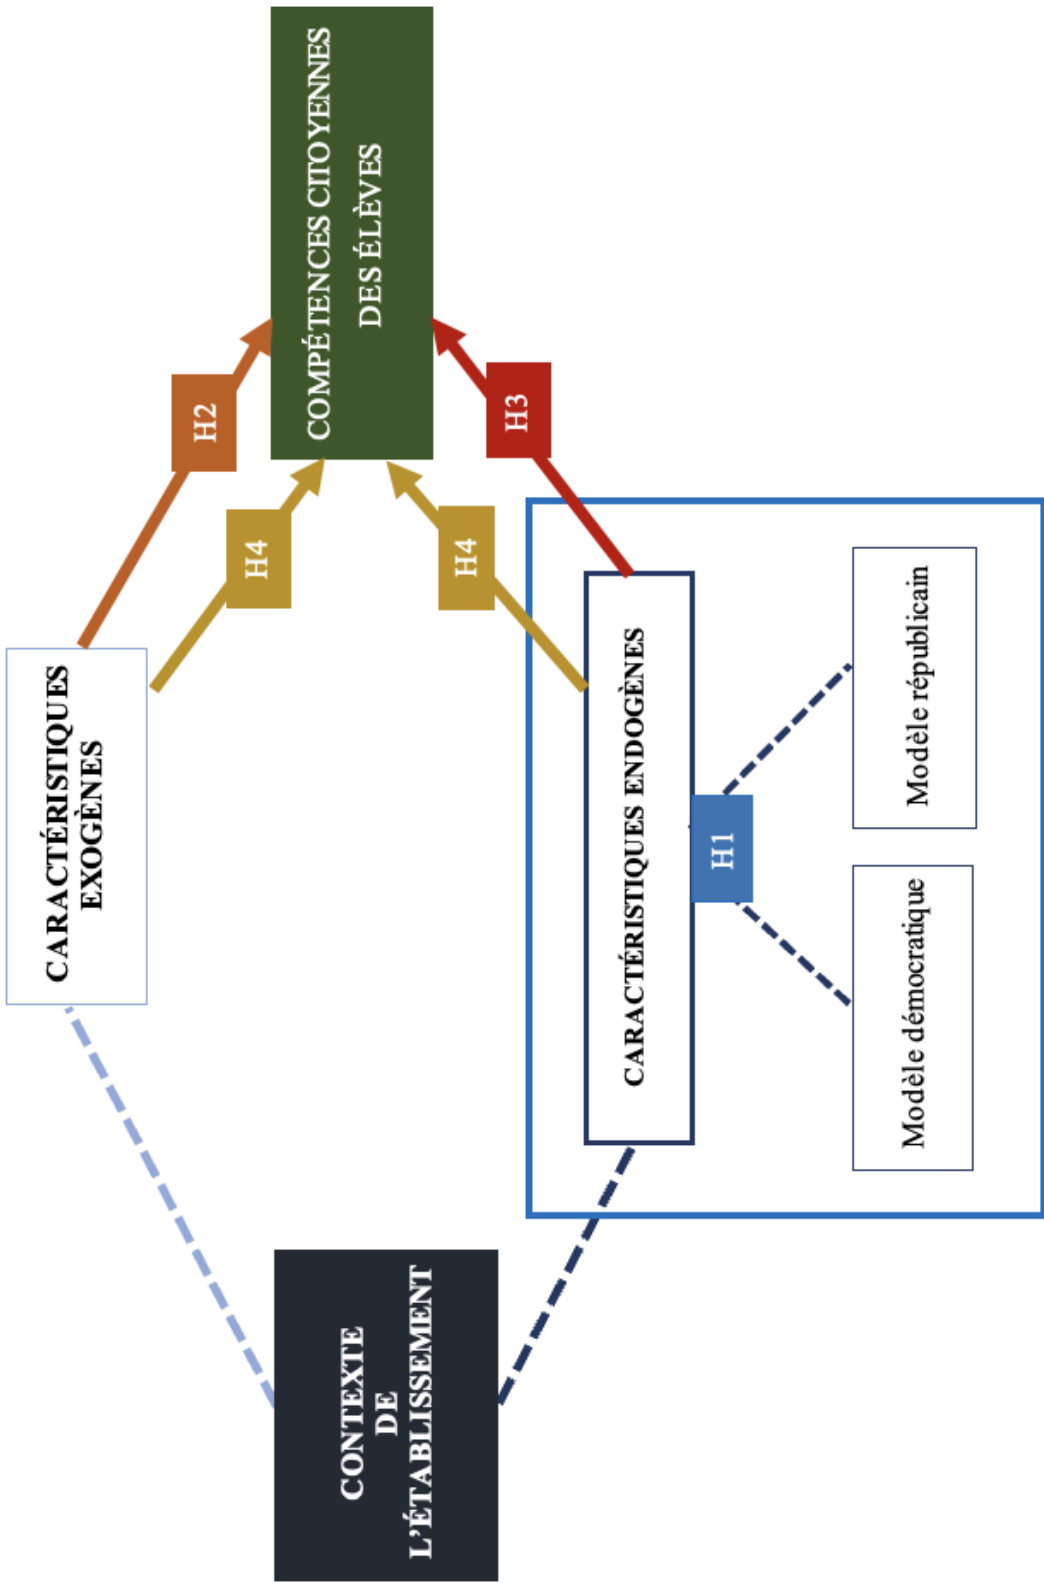 CARACTÉRISTIQUES
EXOGÈNES
H2
H4
CONTEXTE
DE
L'ÉTABLISSEMENT
COMPÉTENCES CITOYENNES
DES ÉLÈVES
H4
H3
CARACTÉRISTIQUES ENDOGÈNES
H1
Modèle démocratique
Modèle républicain